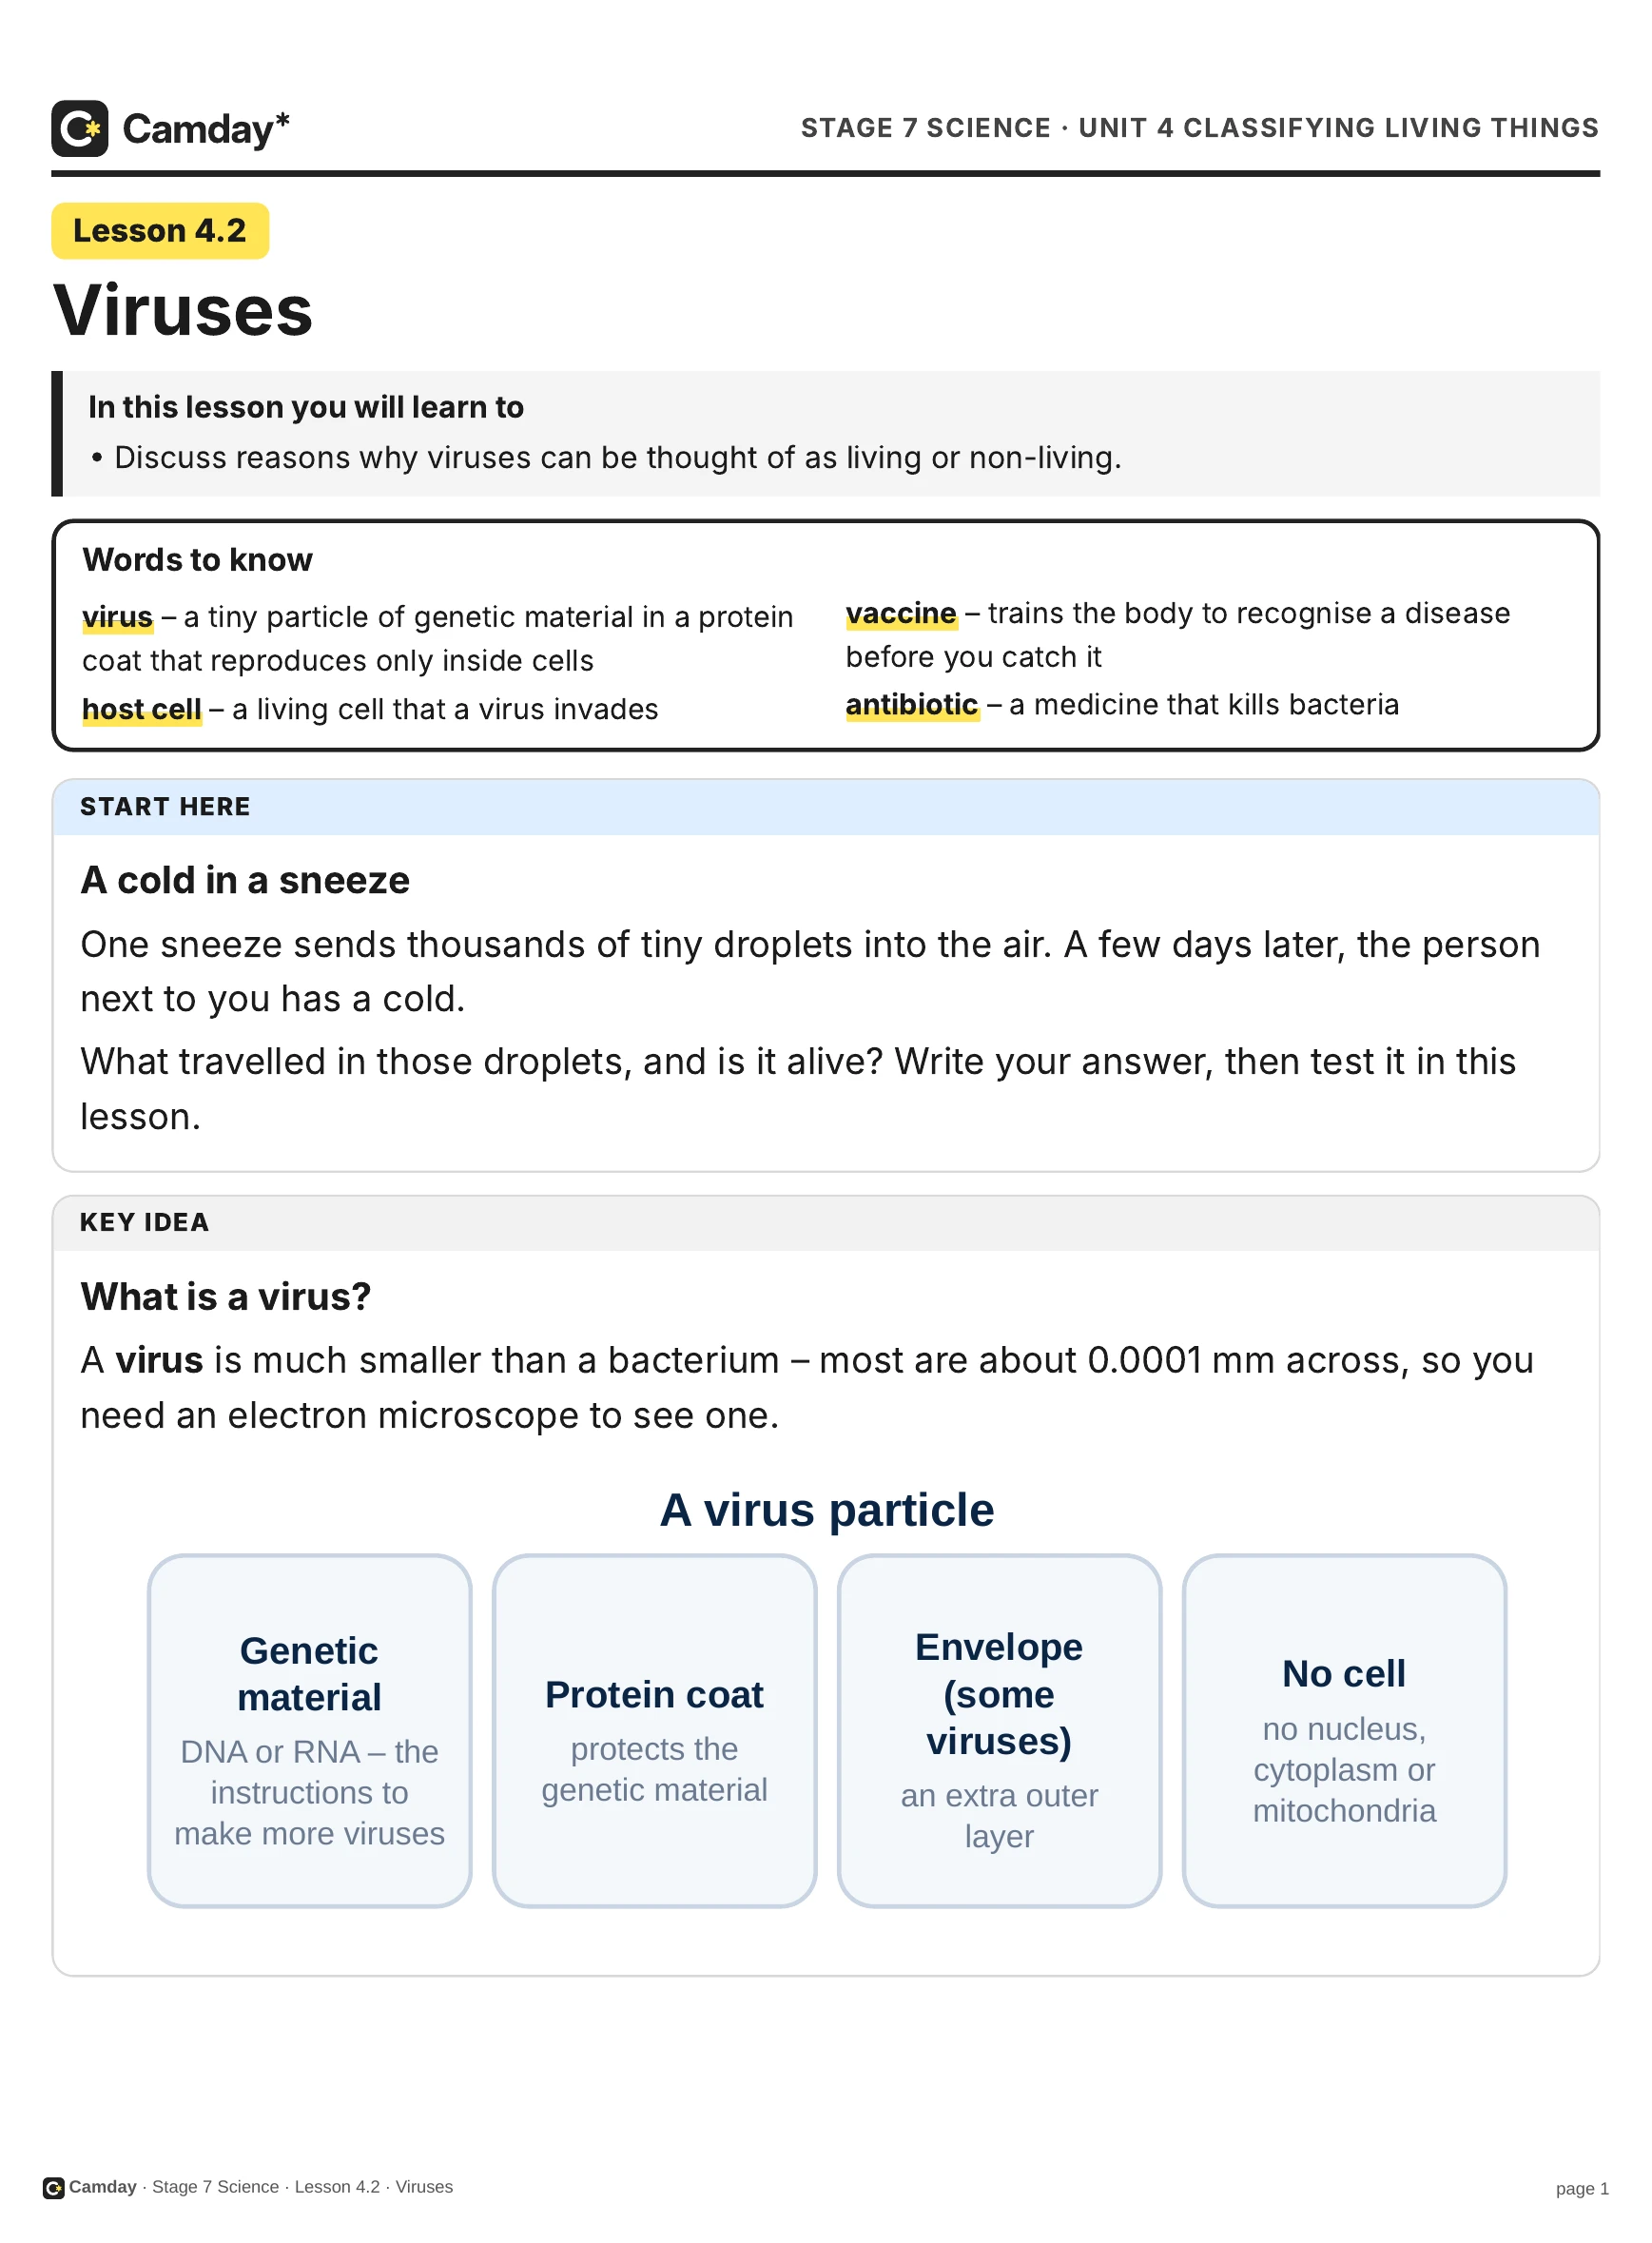 Camday*
STAGE 7 SCIENCE · UNIT 4 CLASSIFYING LIVING THINGS
Lesson 4.2
Viruses
In this lesson you will learn to
• Discuss reasons why viruses can be thought of as living or non-living.
Words to know
virus – a tiny particle of genetic material in a protein
coat that reproduces only inside cells
host cell – a living cell that a virus invades
vaccine – trains the body to recognise a disease
before you catch it
antibiotic – a medicine that kills bacteria
START HERE
A cold in a sneeze
One sneeze sends thousands of tiny droplets into the air. A few days later, the person
next to you has a cold.
What travelled in those droplets, and is it alive? Write your answer, then test it in this
lesson.
KEY IDEA
What is a virus?
A virus is much smaller than a bacterium – most are about 0.0001 mm across, so you
need an electron microscope to see one.
A virus particle
Genetic
material
DNA or RNA – the
instructions to
make more viruses
Protein coat
protects the
genetic material
Envelope
(some
viruses)
an extra outer
layer
No cell
no nucleus,
cytoplasm or
mitochondria
Camday · Stage 7 Science · Lesson 4.2 · Viruses
page 1